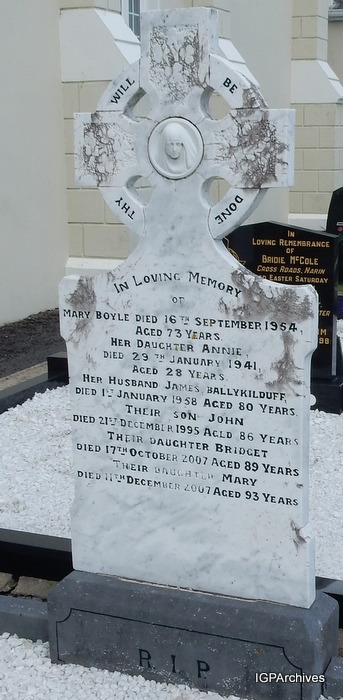 THY WILL BE DONE
IN LOVING MEMORY
OF
MARY BOYLE DIED 16TH SEPTEMBER, 1954,
AGED 73 YEARS.
HER DAUGHTER ANNIE,
DIED 29TH JANUARY 1941,
AGED 28 YEARS.
HER HUSBAND JAMES, BALLYKILDUFF,
DIED 1ST JANUARY 1958 AGED 80 YEARS.
THEIR SON JOHN
DIED 21ST DECEMBER 1995 AGED 86 YEARS
THEIR DAUGHTER BRIDGET
DIED 17TH OCTOBER 2007 AGED 89 YEARS
THEIR DAUGHTER MARY
DIED 11TH DECEMBER 2007 AGED 93 YEARS
R.I.P.
IN
LOVING REMEMBRANCE OF
BRIDIE MCCOLE
CROSS ROADS, NARIN
EASTER SATURDAY
IGPArchives